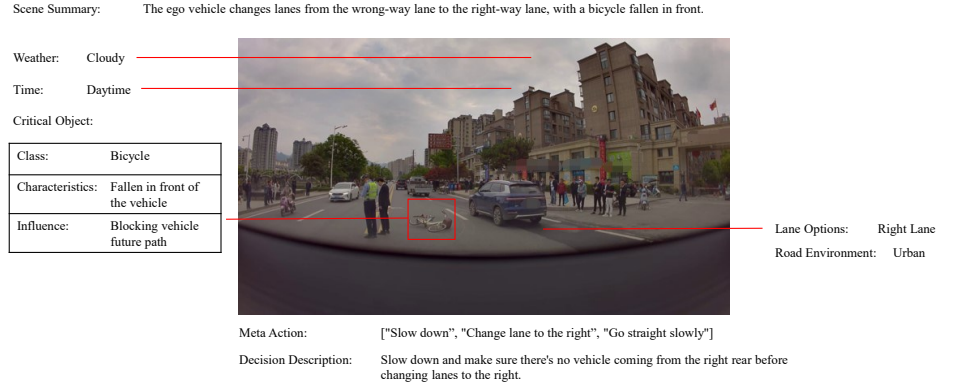 Scene Summary: The ego vehicle changes lanes from the wrong-way lane to the right-way lane, with a bicycle fallen in front.
Weather: Cloudy
Time: Daytime
Critical Object:
Class: Bicycle
Characteristics: Fallen in front of
the vehicle
Influence: Blocking vehicle
future path
Lane Options: Right Lane
Road Environment: Urban
Meta Action: ["Slow down”, "Change lane to the right”, "Go straight slowly"]
Decision Description: Slow down and make sure there's no vehicle coming from the right rear before
changing lanes to the right.